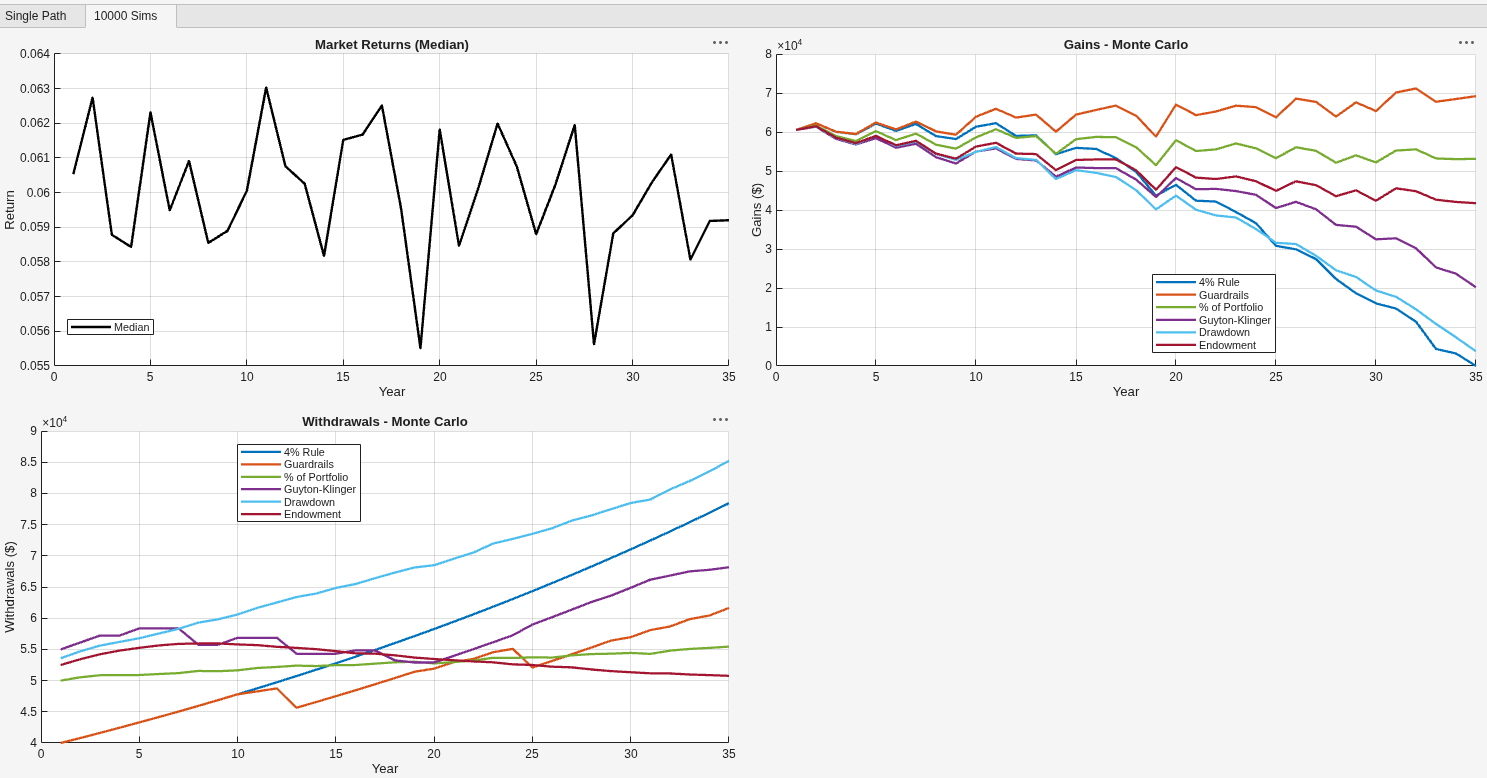 Single Path
10000 Sims
Market Returns (Median)
0.064
0.063
0.062
0.061
0.06
0.059
0.058
0.057
0.056
0.055
Return
Median
0 5 10 15 20 25 30 35
Year
Gains - Monte Carlo
×10⁴
8
7
6
5
4
3
2
1
0
Gains ($)
4% Rule
Guardrails
% of Portfolio
Guyton-Klinger
Drawdown
Endowment
0 5 10 15 20 25 30 35
Year
Withdrawals - Monte Carlo
×10⁴
9
8.5
8
7.5
7
6.5
6
5.5
5
4.5
4
Withdrawals ($)
4% Rule
Guardrails
% of Portfolio
Guyton-Klinger
Drawdown
Endowment
0 5 10 15 20 25 30 35
Year